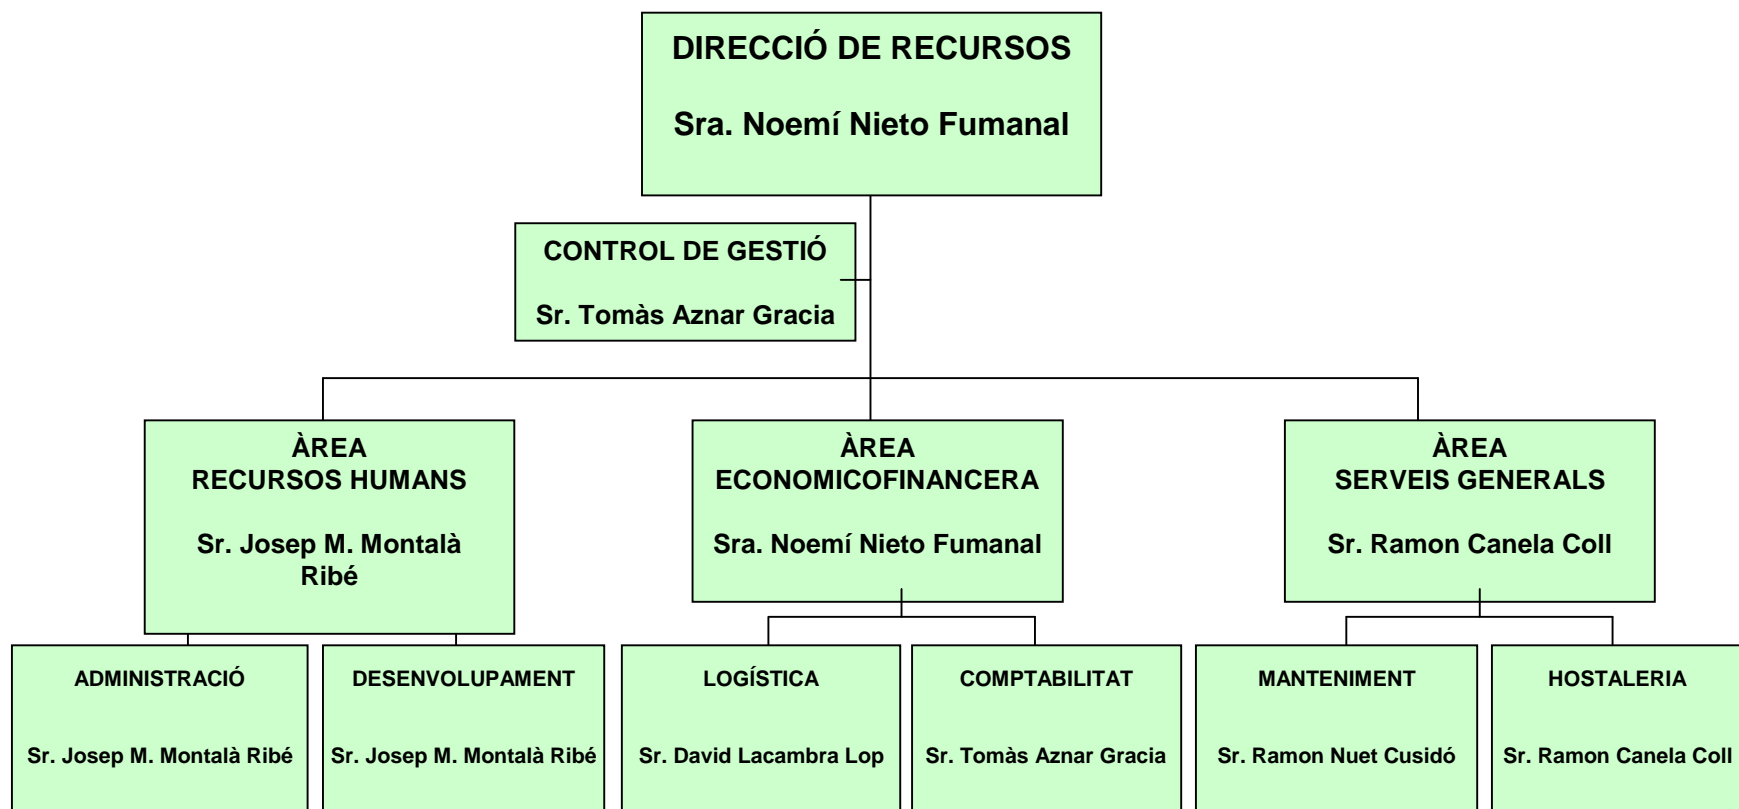 DIRECCIÓ DE RECURSOS
Sra. Noemí Nieto Fumanal
CONTROL DE GESTIÓ
Sr. Tomàs Aznar Gracia
ÀREA
RECURSOS HUMANS
Sr. Josep M. Montalà
Ribé
ÀREA
ECONOMICOFINANCERA
Sra. Noemí Nieto Fumanal
ÀREA
SERVEIS GENERALS
Sr. Ramon Canela Coll
ADMINISTRACIÓ
Sr. Josep M. Montalà Ribé
DESENVOLUPAMENT
Sr. Josep M. Montalà Ribé
LOGÍSTICA
Sr. David Lacambra Lop
COMPTABILITAT
Sr. Tomàs Aznar Gracia
MANTENIMENT
Sr. Ramon Nuet Cusidó
HOSTALERIA
Sr. Ramon Canela Coll